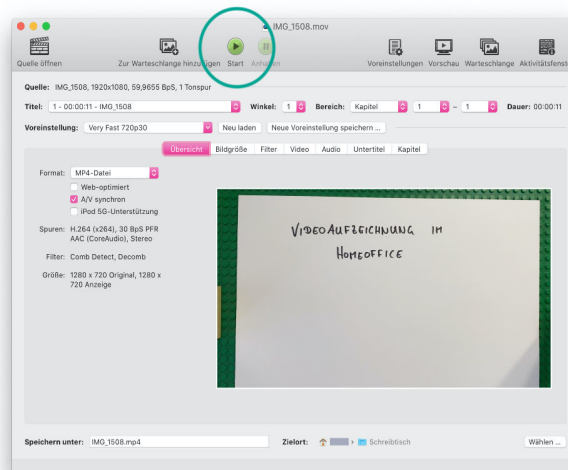 IMG_1508.mov
Quelle öffnen Zur Warteschlange hinzufügen Start Anhalten Voreinstellungen Vorschau Warteschlange Aktivitätsfenst
Quelle: IMG_1508, 1920x1080, 59,9655 BpS, 1 Tonspur
Titel: 1 - 00:00:11 - IMG_1508 Winkel: 1 Bereich: Kapitel 1 – 1 Dauer: 00:00:11
Voreinstellung: Very Fast 720p30 Neu laden Neue Voreinstellung speichern ...
Übersicht Bildgröße Filter Video Audio Untertitel Kapitel
Format: MP4-Datei
Web-optimiert
A/V synchron
iPod 5G-Unterstützung
Spuren: H.264 (x264), 30 BpS PFR
AAC (CoreAudio), Stereo
Filter: Comb Detect, Decomb
Größe: 1280 x 720 Original, 1280 x
720 Anzeige
VIDEOAUFZEICHNUNG IM
HOMEOFFICE
Speichern unter: IMG_1508.mp4 Zielort: Schreibtisch Wählen ...